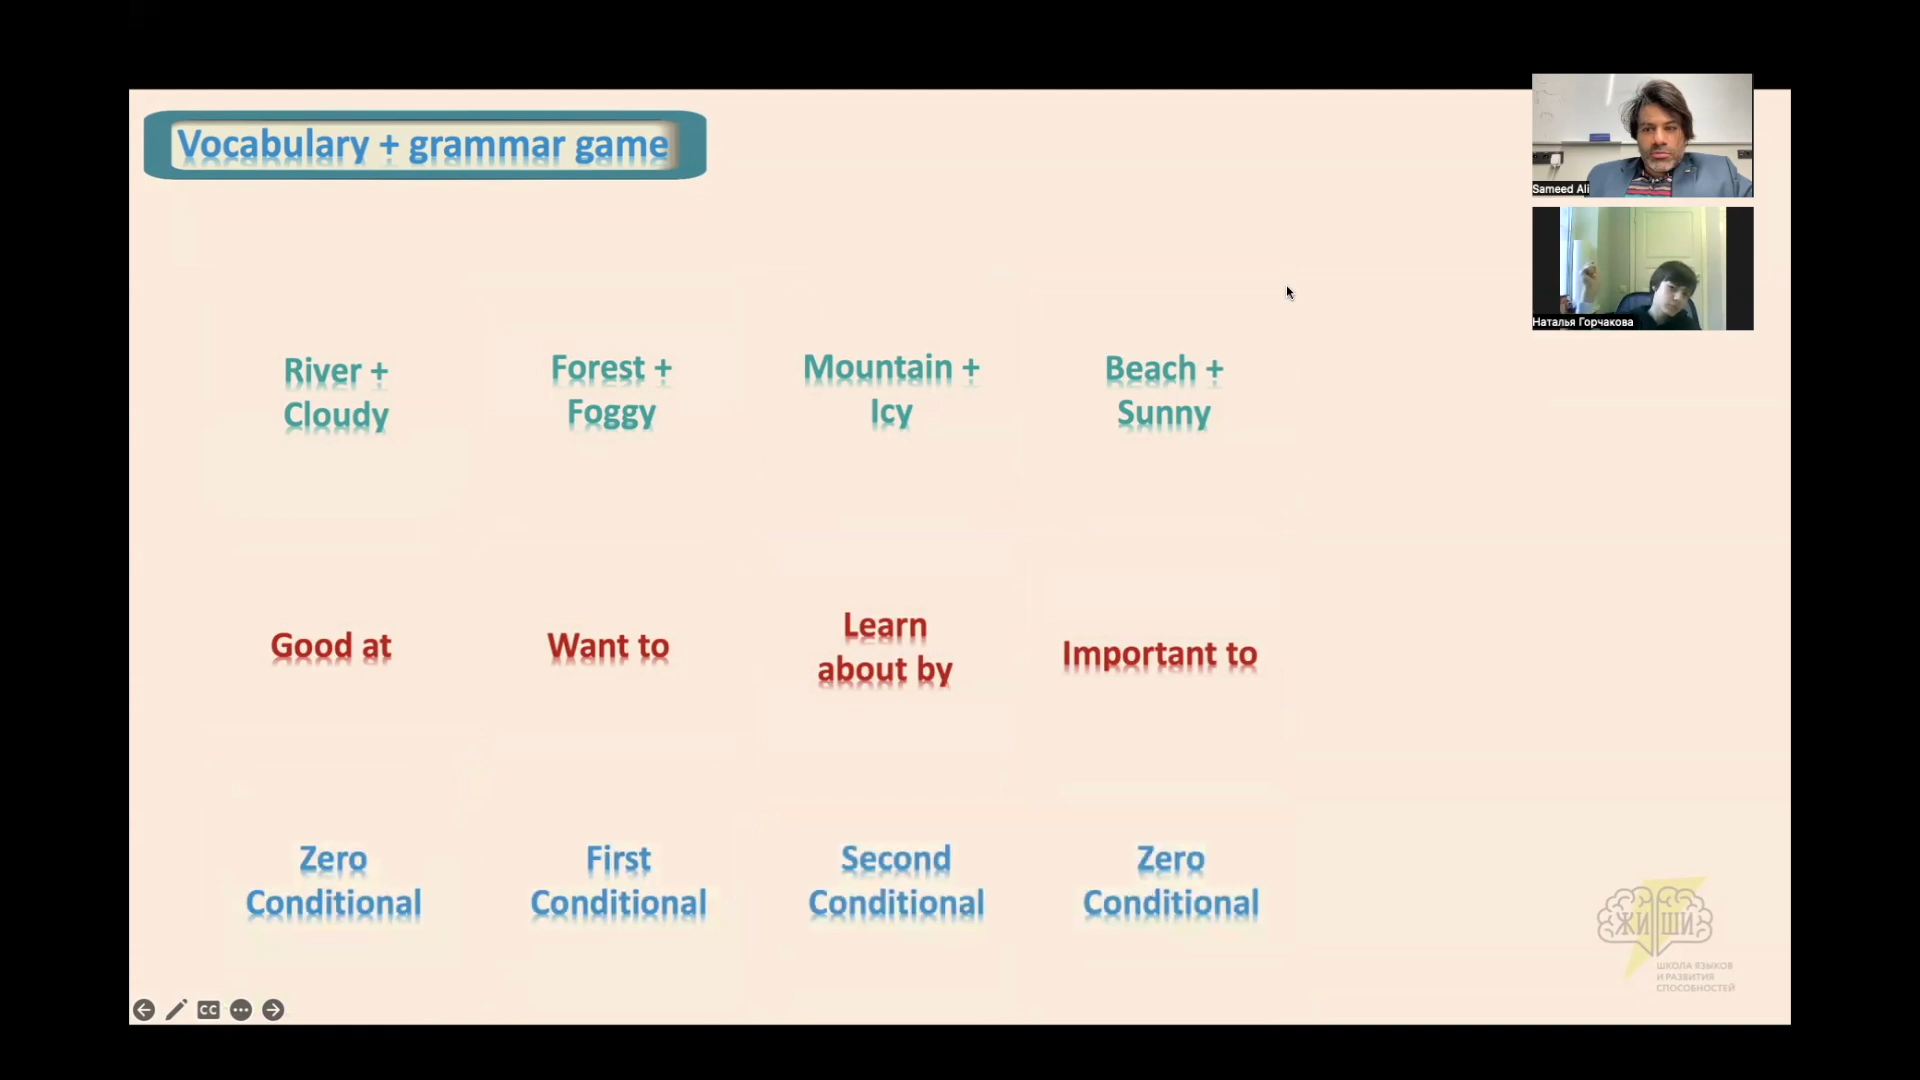 Vocabulary + grammar game
Sameed Ali
Наталья Горчакова
River +
Cloudy
Forest +
Foggy
Mountain +
Icy
Beach +
Sunny
Good at
Want to
Learn
about by
Important to
Zero
Conditional
First
Conditional
Second
Conditional
Zero
Conditional
ЖИ ШИ
ШКОЛА ЯЗЫКОВ
И РАЗВИТИЯ
СПОСОБНОСТЕЙ
CC